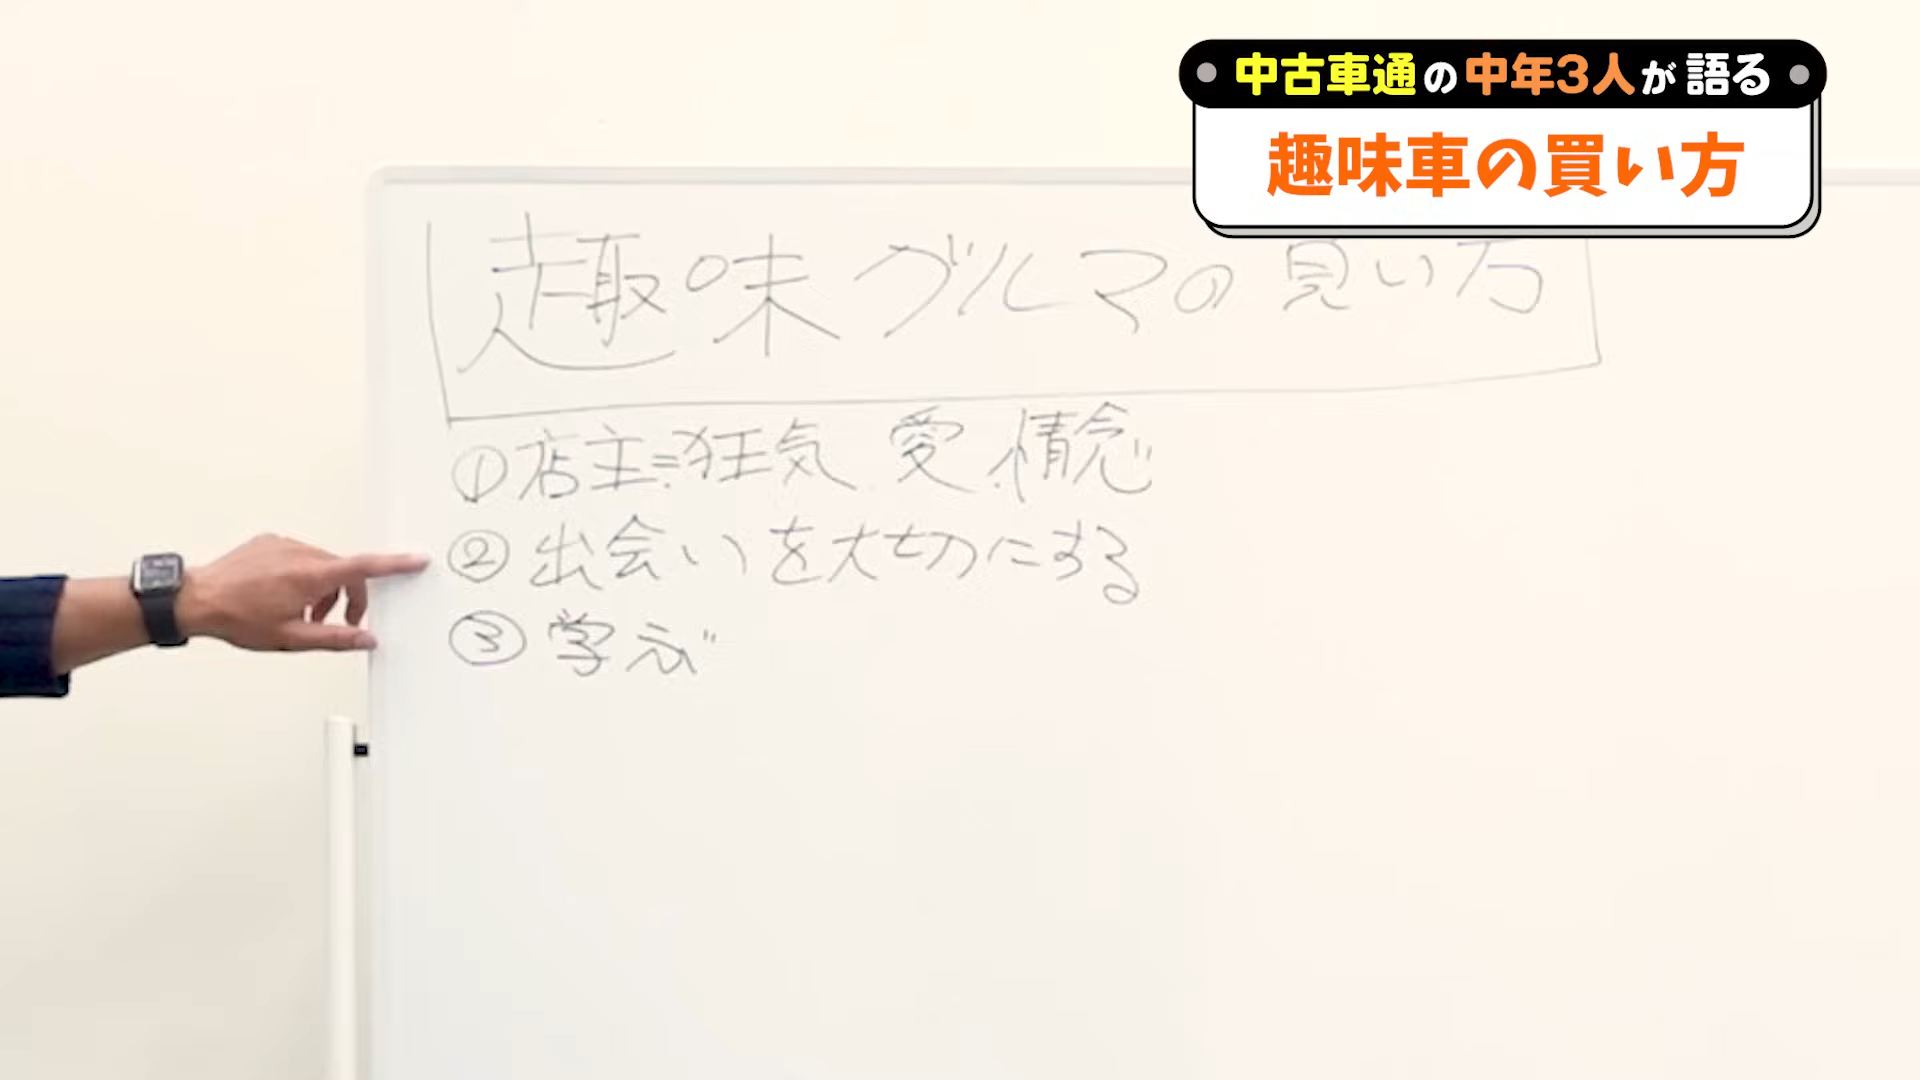 中古車通の中年3人が語る
趣味車の買い方
趣味グルマの買い方
①店主=狂気 愛 情念
②出会いを大切にする
③学ぶ